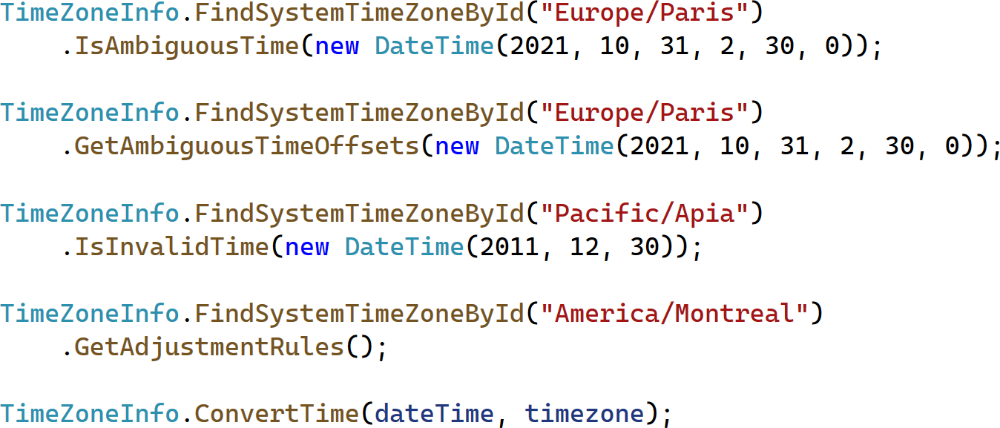 TimeZoneInfo.FindSystemTimeZoneById("Europe/Paris")
    .IsAmbiguousTime(new DateTime(2021, 10, 31, 2, 30, 0));

TimeZoneInfo.FindSystemTimeZoneById("Europe/Paris")
    .GetAmbiguousTimeOffsets(new DateTime(2021, 10, 31, 2, 30, 0));

TimeZoneInfo.FindSystemTimeZoneById("Pacific/Apia")
    .IsInvalidTime(new DateTime(2011, 12, 30));

TimeZoneInfo.FindSystemTimeZoneById("America/Montreal")
    .GetAdjustmentRules();

TimeZoneInfo.ConvertTime(dateTime, timezone);